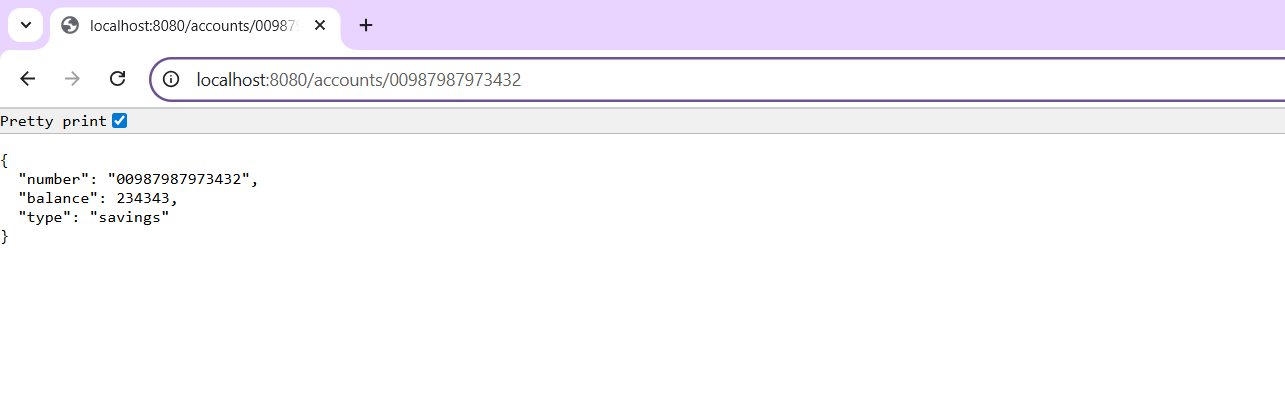 localhost:8080/accounts/00987
localhost:8080/accounts/00987987973432
Pretty print
{
  "number": "00987987973432",
  "balance": 234343,
  "type": "savings"
}